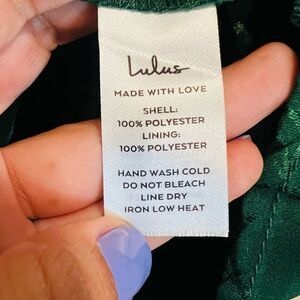 Lulus
MADE WITH LOVE
SHELL:
100% POLYESTER
LINING:
100% POLYESTER
HAND WASH COLD
DO NOT BLEACH
LINE DRY
IRON LOW HEAT